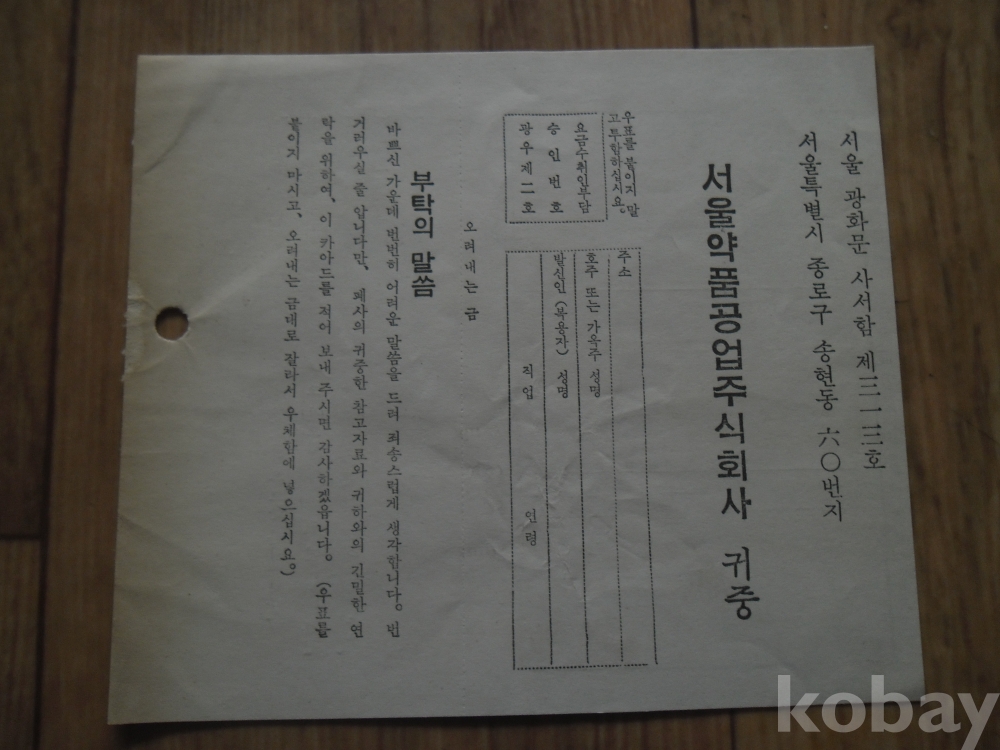 서울 광화문 사서함 제三一三호
서울특별시 종로구 송현동 六〇번지
서울약품공업주식회사 귀중
우표를 붙이지 말
고 투함하십시요。
요금수취인부담
승인번호
광우제二호
주소
호주 또는 가옥주 성명
발신인 (복용자) 성명
직업 연령
오려내는 금
부탁의 말씀
바쁘신 가운데 번번히 어려운 말씀을 드려 죄송스럽게 생각합니다. 번
거러우실 줄 압니다만, 폐사의 귀중한 참고자료와 귀하와의 긴밀한 연
락을 위하여, 이 카아드를 적어 보내 주시면 감사하겠읍니다。 (우표를
붙이지 마시고, 오려내는 금대로 잘라서 우체함에 넣으십시요。)
kobay